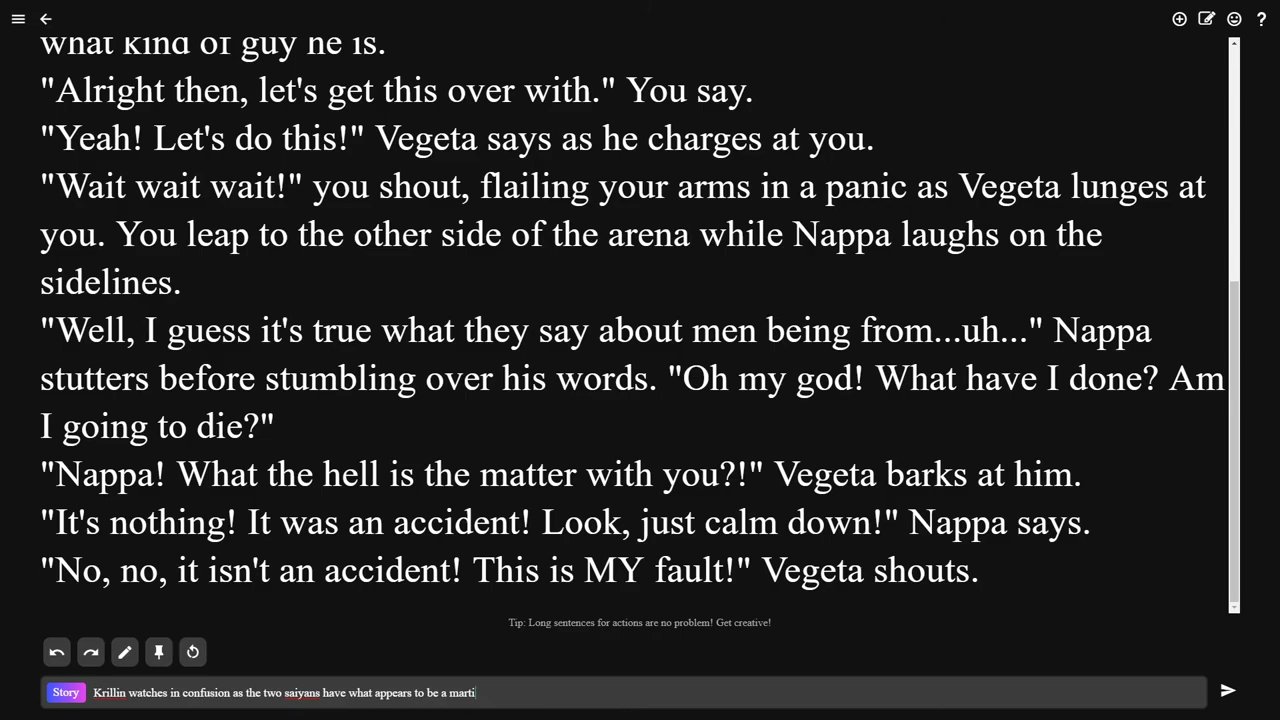 what kind of guy he is.
"Alright then, let's get this over with." You say.
"Yeah! Let's do this!" Vegeta says as he charges at you.
"Wait wait wait!" you shout, flailing your arms in a panic as Vegeta lunges at
you. You leap to the other side of the arena while Nappa laughs on the
sidelines.
"Well, I guess it's true what they say about men being from...uh..." Nappa
stutters before stumbling over his words. "Oh my god! What have I done? Am
I going to die?"
"Nappa! What the hell is the matter with you?!" Vegeta barks at him.
"It's nothing! It was an accident! Look, just calm down!" Nappa says.
"No, no, it isn't an accident! This is MY fault!" Vegeta shouts.
Tip: Long sentences for actions are no problem! Get creative!
Story Krillin watches in confusion as the two saiyans have what appears to be a marti